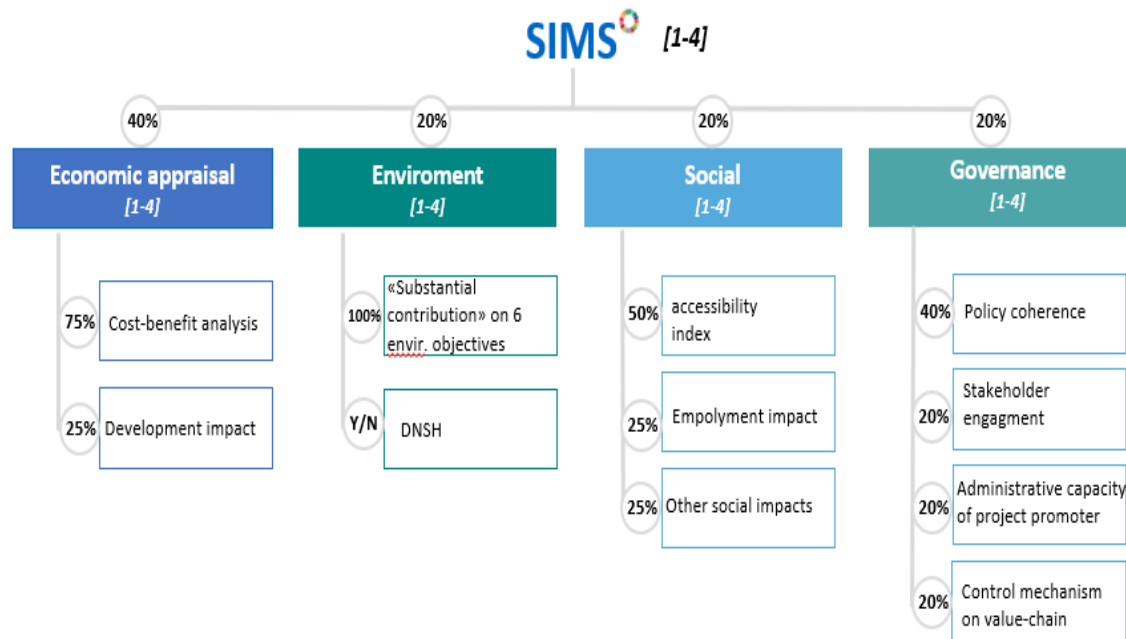 SIMS [1-4]
40%
20%
20%
20%
Economic appraisal
[1-4]
Enviroment
[1-4]
Social
[1-4]
Governance
[1-4]
75%
Cost-benefit analysis
25%
Development impact
100%
«Substantial
contribution» on 6
envir. objectives
Y/N
DNSH
50%
accessibility
index
25%
Empolyment impact
25%
Other social impacts
40%
Policy coherence
20%
Stakeholder
engagment
20%
Administrative capacity
of project promoter
20%
Control mechanism
on value-chain